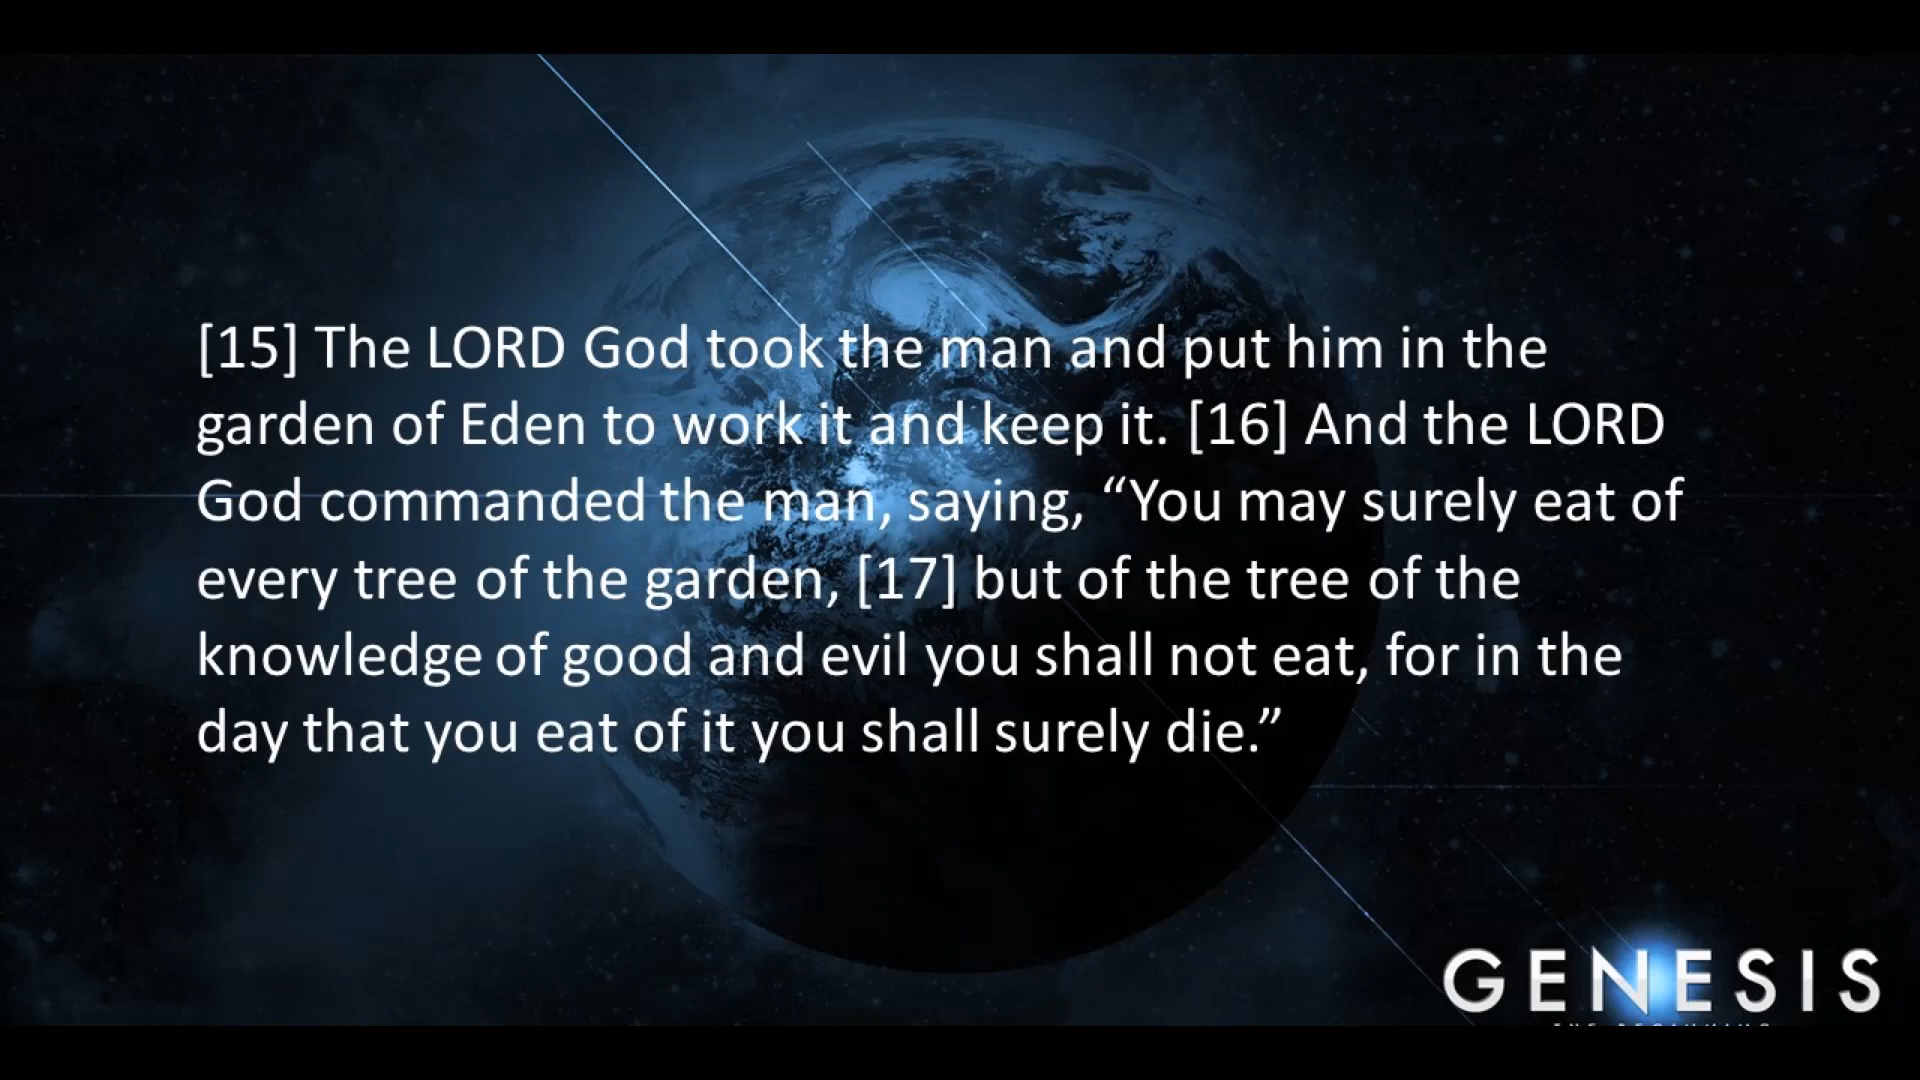 [15] The LORD God took the man and put him in the
garden of Eden to work it and keep it. [16] And the LORD
God commanded the man, saying, “You may surely eat of
every tree of the garden, [17] but of the tree of the
knowledge of good and evil you shall not eat, for in the
day that you eat of it you shall surely die.”
GENESIS
THE BEGINNING